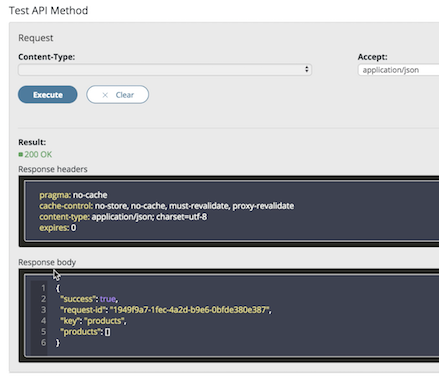 Test API Method
Request
Content-Type:
Accept:
application/json
Execute
× Clear
Result:
200 OK
Response headers
pragma: no-cache
cache-control: no-store, no-cache, must-revalidate, proxy-revalidate
content-type: application/json; charset=utf-8
expires: 0
Response body
1 {
2 "success": true,
3 "request-id": "1949f9a7-1fec-4a2d-b9e6-0bfde380e387",
4 "key": "products",
5 "products": []
6 }